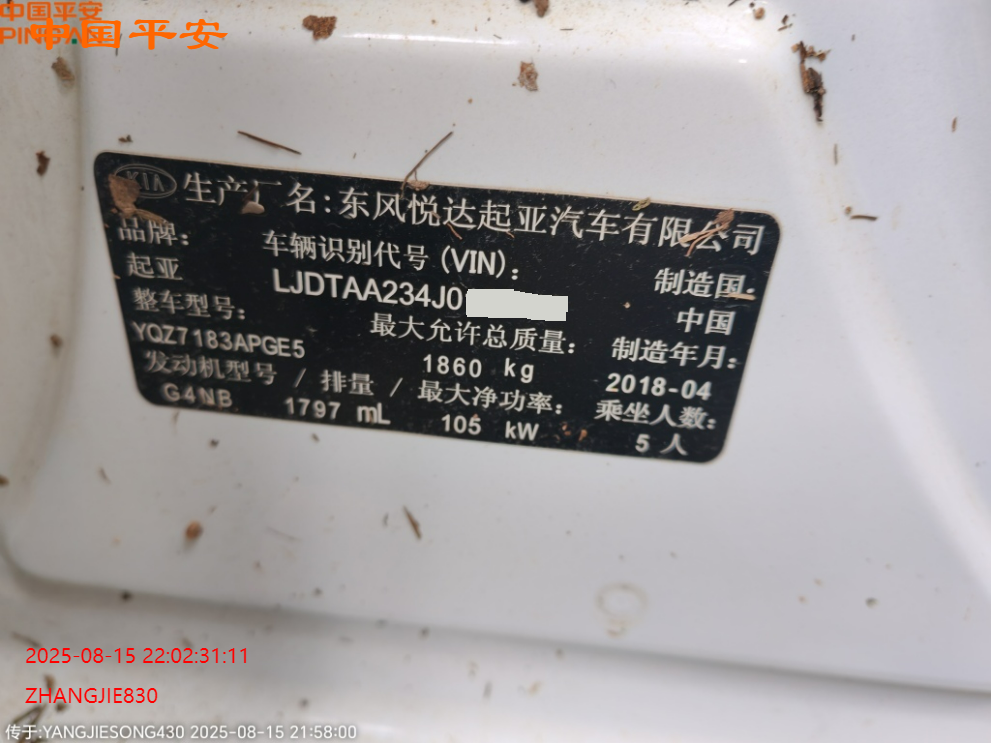 中国平安
PINGAN
中国平安
KIA 生产厂名:东风悦达起亚汽车有限公司
品牌: 车辆识别代号(VIN): 制造国:
起亚 LJDTAA234J0 中国
整车型号: 最大允许总质量: 制造年月:
YQZ7183APGE5 1860 kg 2018-04
发动机型号 / 排量 / 最大净功率: 乘坐人数:
G4NB 1797 mL 105 kW 5 人
2025-08-15 22:02:31:11
ZHANGJIE830
传于:YANGJIESONG430 2025-08-15 21:58:00